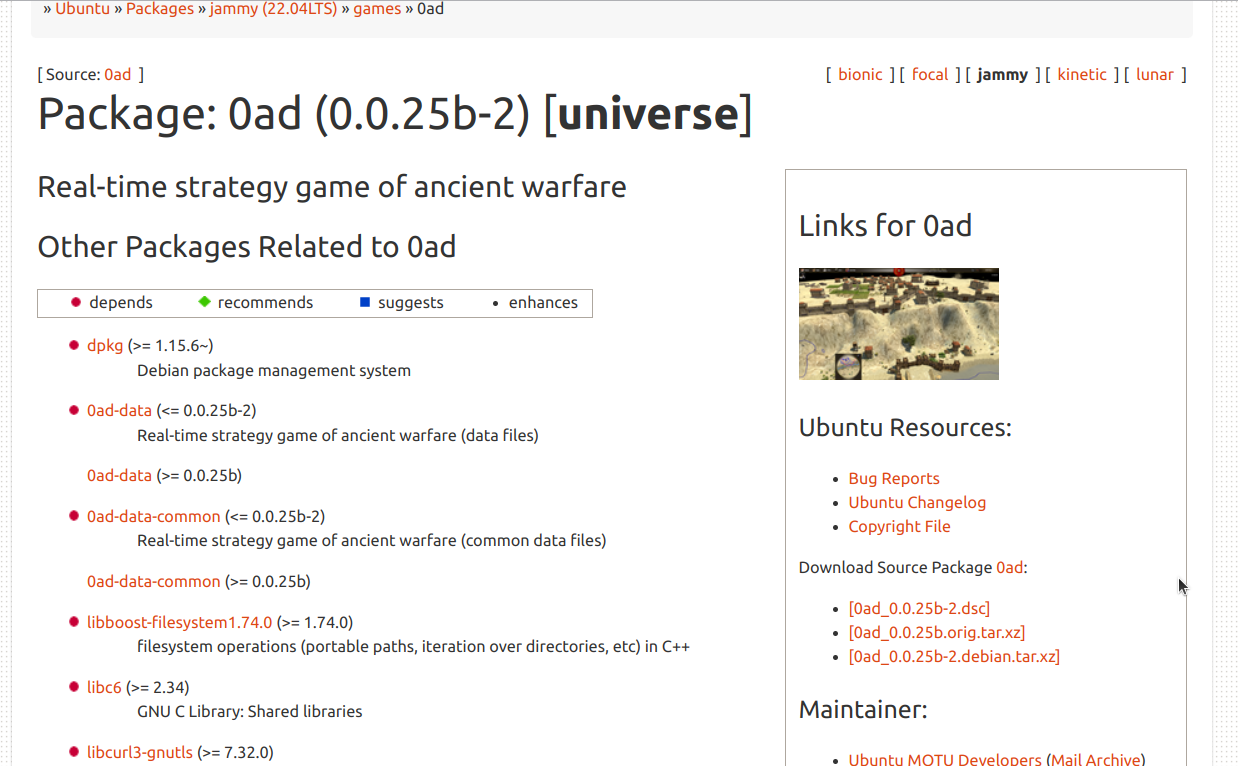 » Ubuntu » Packages » jammy (22.04LTS) » games » 0ad
[ Source: 0ad ]
[ bionic ] [ focal ] [ jammy ] [ kinetic ] [ lunar ]
Package: 0ad (0.0.25b-2) [universe]
Real-time strategy game of ancient warfare
Other Packages Related to 0ad
depends recommends suggests enhances
dpkg (>= 1.15.6~)
Debian package management system
0ad-data (<= 0.0.25b-2)
Real-time strategy game of ancient warfare (data files)
0ad-data (>= 0.0.25b)
0ad-data-common (<= 0.0.25b-2)
Real-time strategy game of ancient warfare (common data files)
0ad-data-common (>= 0.0.25b)
libboost-filesystem1.74.0 (>= 1.74.0)
filesystem operations (portable paths, iteration over directories, etc) in C++
libc6 (>= 2.34)
GNU C Library: Shared libraries
libcurl3-gnutls (>= 7.32.0)
Links for 0ad
Ubuntu Resources:
Bug Reports
Ubuntu Changelog
Copyright File
Download Source Package 0ad:
[0ad_0.0.25b-2.dsc]
[0ad_0.0.25b.orig.tar.xz]
[0ad_0.0.25b-2.debian.tar.xz]
Maintainer:
Ubuntu MOTU Developers (Mail Archive)